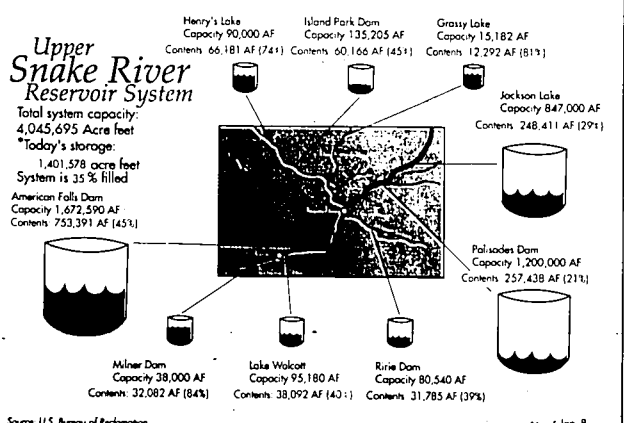 Upper
Snake River
Reservoir System
Total system capacity:
4,045,695 Acre feet
*Today's storage:
1,401,578 acre feet
System is 35% filled
Henry's Lake
Capacity 90,000 AF
Contents: 66,181 AF (74%)
Island Park Dam
Capacity 135,205 AF
Contents: 60,166 AF (45%)
Grassy Lake
Capacity 15,182 AF
Contents: 12,292 AF (81%)
Jackson Lake
Capacity 847,000 AF
Contents: 248,411 AF (29%)
American Falls Dam
Capacity 1,672,590 AF
Contents: 753,391 AF (45%)
Palisades Dam
Capacity 1,200,000 AF
Contents: 257,438 AF (21%)
Milner Dam
Capacity 38,000 AF
Contents: 32,082 AF (84%)
Lake Walcott
Capacity 95,180 AF
Contents: 38,092 AF (40%)
Ririe Dam
Capacity 80,540 AF
Contents: 31,785 AF (39%)
Source: U.S. Bureau of Reclamation